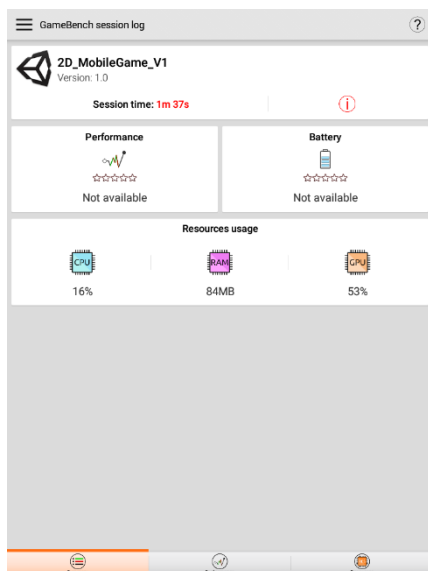 GameBench session log
?
2D_MobileGame_V1
Version: 1.0
Session time: 1m 37s
i
Performance
Battery
Not available
Not available
Resources usage
CPU
RAM
GPU
16%
84MB
53%